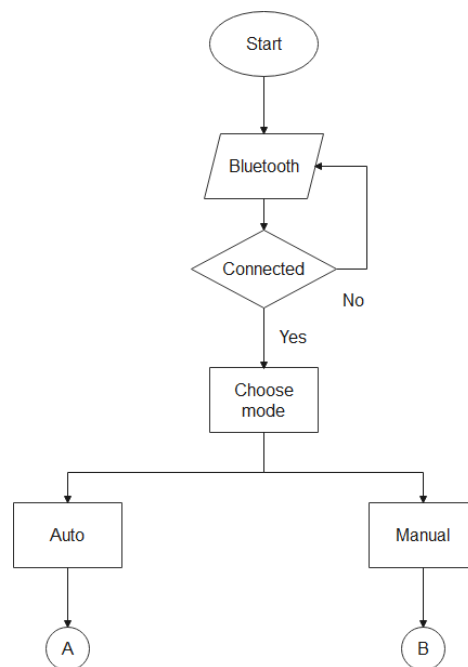 Start
Bluetooth
Connected
No
Yes
Choose
mode
Auto
Manual
A
B